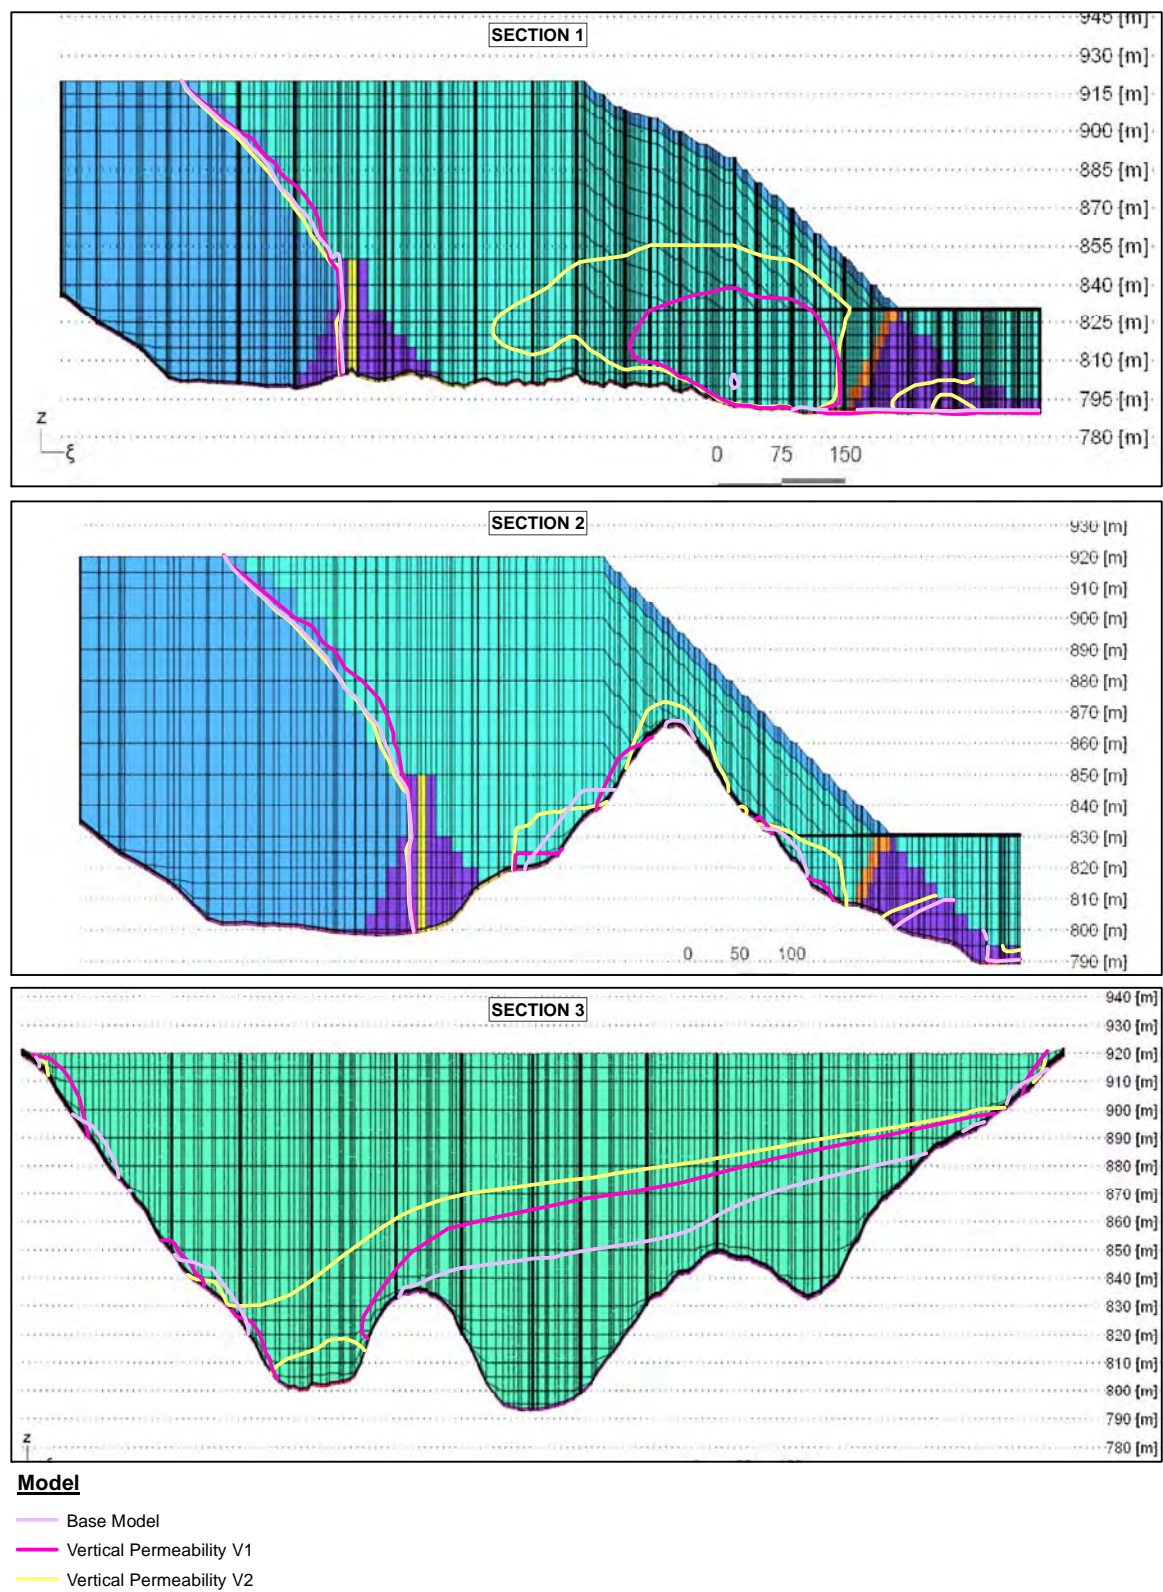 SECTION 1
945 [m]
930 [m]
915 [m]
900 [m]
885 [m]
870 [m]
855 [m]
840 [m]
825 [m]
810 [m]
795 [m]
780 [m]
z
ξ
0 75 150
SECTION 2
930 [m]
920 [m]
910 [m]
900 [m]
890 [m]
880 [m]
870 [m]
860 [m]
850 [m]
840 [m]
830 [m]
820 [m]
810 [m]
800 [m]
790 [m]
0 50 100
SECTION 3
940 [m]
930 [m]
920 [m]
910 [m]
900 [m]
890 [m]
880 [m]
870 [m]
860 [m]
850 [m]
840 [m]
830 [m]
820 [m]
810 [m]
800 [m]
790 [m]
780 [m]
z
Model
Base Model
Vertical Permeability V1
Vertical Permeability V2